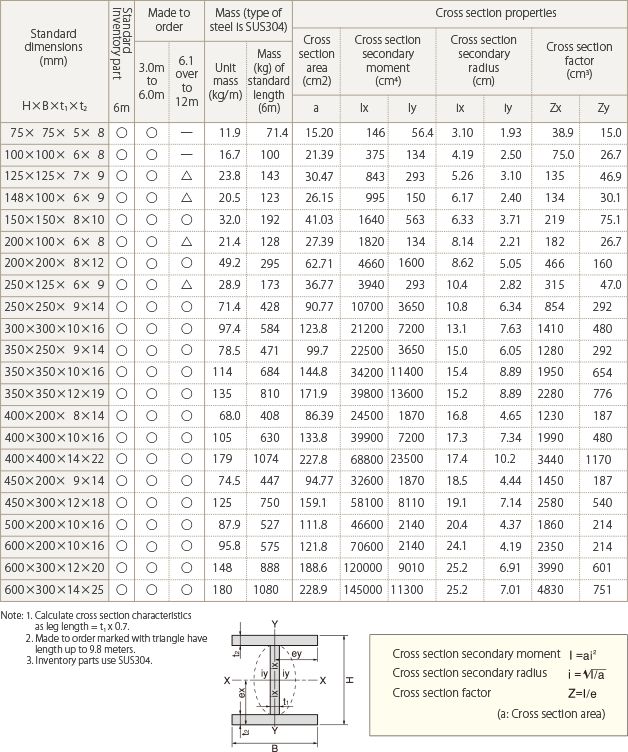 Standard dimensions (mm)
H×B×t₁×t₂
Standard Inventory part
6m
Made to order
3.0m to 6.0m
6.1 over to 12m
Mass (type of steel is SUS304)
Unit mass (kg/m)
Mass (kg) of standard length (6m)
Cross section properties
Cross section area (cm2)
a
Cross section secondary moment (cm⁴)
Ix Iy
Cross section secondary radius (cm)
Ix Iy
Cross section factor (cm³)
Zx Zy
75× 75× 5× 8 ○ ○ — 11.9 71.4 15.20 146 56.4 3.10 1.93 38.9 15.0
100×100× 6× 8 ○ ○ — 16.7 100 21.39 375 134 4.19 2.50 75.0 26.7
125×125× 7× 9 ○ ○ △ 23.8 143 30.47 843 293 5.26 3.10 135 46.9
148×100× 6× 9 ○ ○ △ 20.5 123 26.15 995 150 6.17 2.40 134 30.1
150×150× 8×10 ○ ○ ○ 32.0 192 41.03 1640 563 6.33 3.71 219 75.1
200×100× 6× 8 ○ ○ △ 21.4 128 27.39 1820 134 8.14 2.21 182 26.7
200×200× 8×12 ○ ○ ○ 49.2 295 62.71 4660 1600 8.62 5.05 466 160
250×125× 6× 9 ○ ○ △ 28.9 173 36.77 3940 293 10.4 2.82 315 47.0
250×250× 9×14 ○ ○ ○ 71.4 428 90.77 10700 3650 10.8 6.34 854 292
300×300×10×16 ○ ○ ○ 97.4 584 123.8 21200 7200 13.1 7.63 1410 480
350×250× 9×14 ○ ○ ○ 78.5 471 99.7 22500 3650 15.0 6.05 1280 292
350×350×10×16 ○ ○ ○ 114 684 144.8 34200 11400 15.4 8.89 1950 654
350×350×12×19 ○ ○ ○ 135 810 171.9 39800 13600 15.2 8.89 2280 776
400×200× 8×14 ○ ○ ○ 68.0 408 86.39 24500 1870 16.8 4.65 1230 187
400×300×10×16 ○ ○ ○ 105 630 133.8 39900 7200 17.3 7.34 1990 480
400×400×14×22 ○ ○ ○ 179 1074 227.8 68800 23500 17.4 10.2 3440 1170
450×200× 9×14 ○ ○ ○ 74.5 447 94.77 32600 1870 18.5 4.44 1450 187
450×300×12×18 ○ ○ ○ 125 750 159.1 58100 8110 19.1 7.14 2580 540
500×200×10×16 ○ ○ ○ 87.9 527 111.8 46600 2140 20.4 4.37 1860 214
600×200×10×16 ○ ○ ○ 95.8 575 121.8 70600 2140 24.1 4.19 2350 214
600×300×12×20 ○ ○ ○ 148 888 188.6 120000 9010 25.2 6.91 3990 601
600×300×14×25 ○ ○ ○ 180 1080 228.9 145000 11300 25.2 7.01 4830 751
Note: 1. Calculate cross section characteristics
as leg length = t₁ x 0.7.
2. Made to order marked with triangle have
length up to 9.8 meters.
3. Inventory parts use SUS304.
Y
t₂
ix
ey
X
iy
iy
X
H
ex
ix
t₁
t₂
Y
B
Cross section secondary moment I =ai²
Cross section secondary radius i =√I/a
Cross section factor Z=I/e
(a: Cross section area)